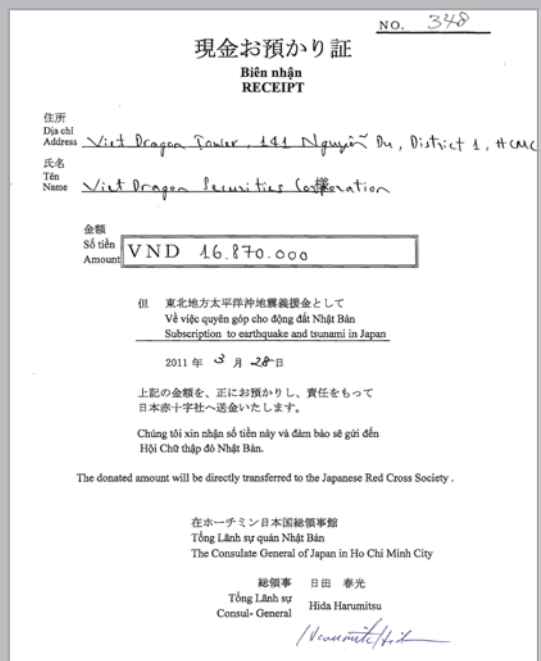 NO. 348
現金お預かり証
Biên nhận
RECEIPT
住所
Địa chỉ
Address Viet Dragon Tower, 141 Nguyễn Du, District 1, HCMC
氏名
Tên
Name Viet Dragon Securities Corporation 様
金額
Số tiền
Amount VND 16.870.000
但 東北地方太平洋沖地震義援金として
Về việc quyên góp cho động đất Nhật Bản
Subscription to earthquake and tsunami in Japan
2011 年 3 月 28 日
上記の金額を、正にお預かりし、責任をもって
日本赤十字社へ送金いたします。
Chúng tôi xin nhận số tiền này và đảm bảo sẽ gửi đến
Hội Chữ thập đỏ Nhật Bản.
The donated amount will be directly transferred to the Japanese Red Cross Society .
在ホーチミン日本国総領事館
Tổng Lãnh sự quán Nhật Bản
The Consulate General of Japan in Ho Chi Minh City
総領事 日田 春光
Tổng Lãnh sự
Consul- General Hida Harumitsu
Harumitsu Hida